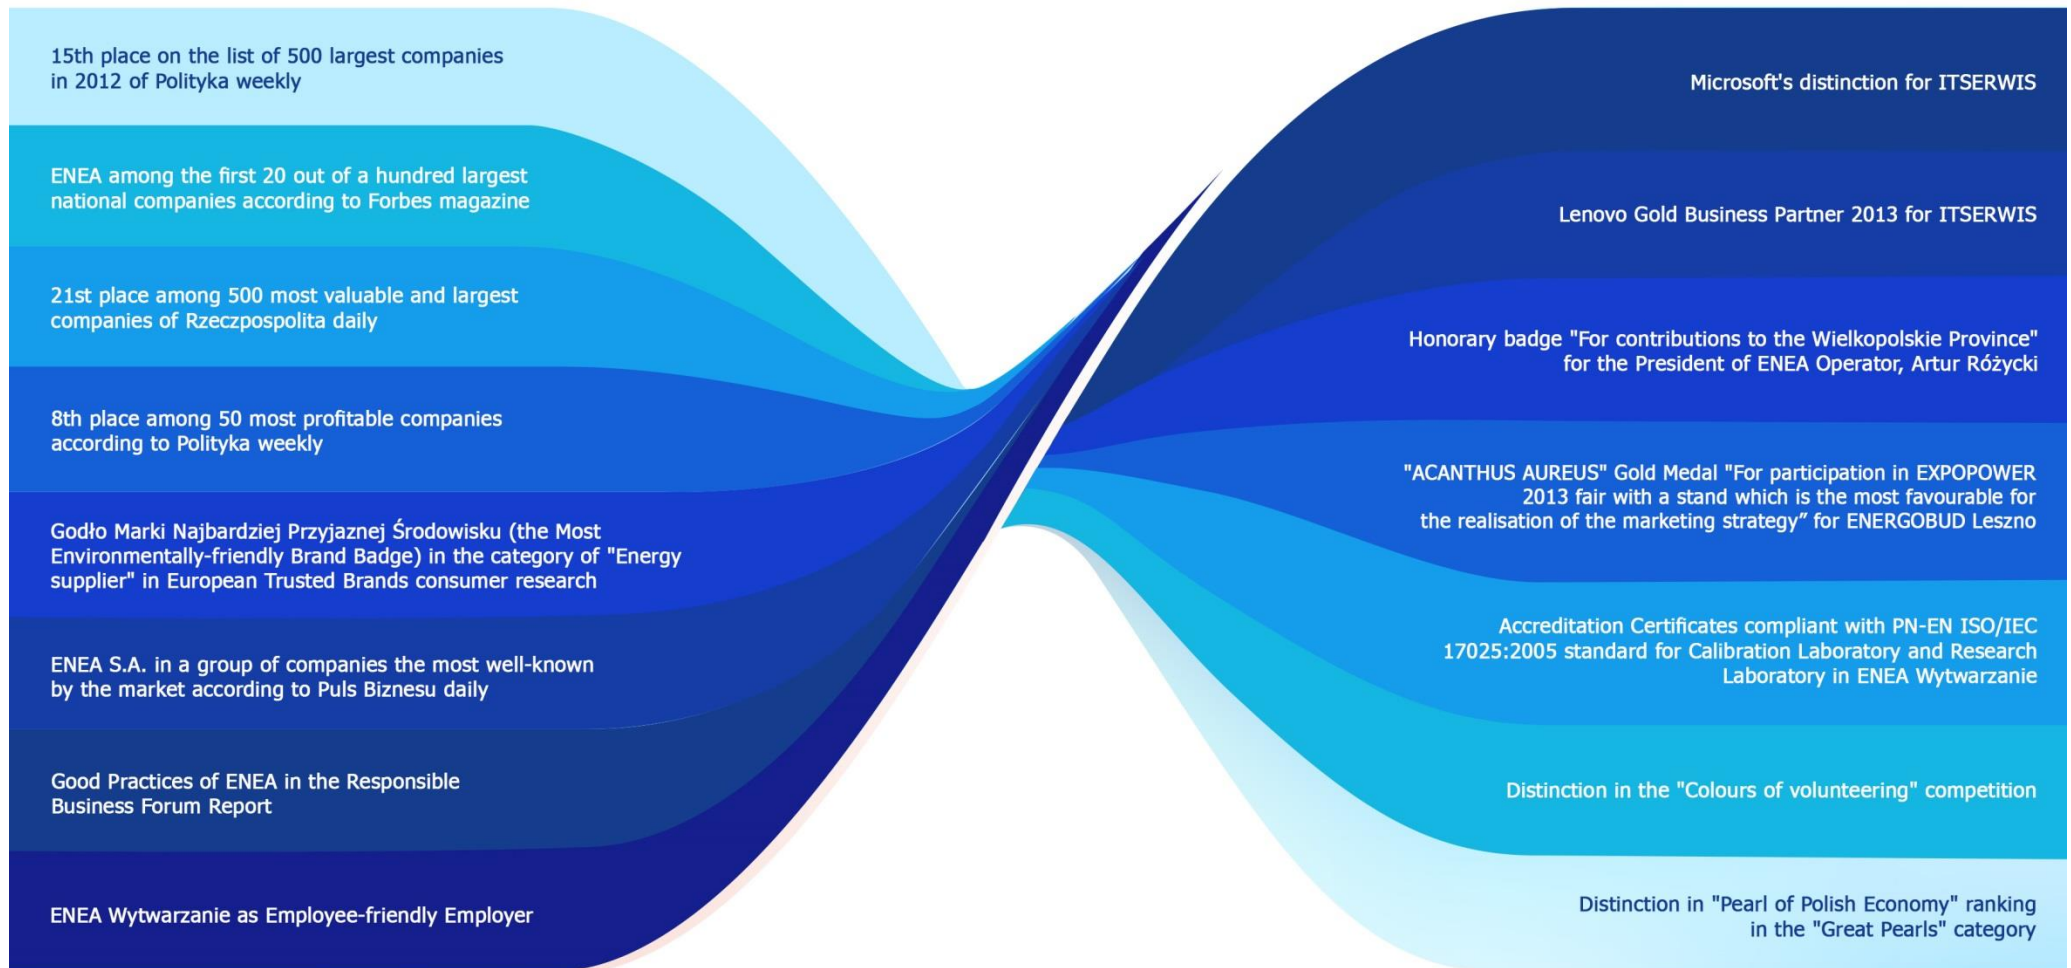 15th place on the list of 500 largest companies
in 2012 of Polityka weekly
ENEA among the first 20 out of a hundred largest
national companies according to Forbes magazine
21st place among 500 most valuable and largest
companies of Rzeczpospolita daily
8th place among 50 most profitable companies
according to Polityka weekly
Godło Marki Najbardziej Przyjaznej Środowisku (the Most
Environmentally-friendly Brand Badge) in the category of "Energy
supplier" in European Trusted Brands consumer research
ENEA S.A. in a group of companies the most well-known
by the market according to Puls Biznesu daily
Good Practices of ENEA in the Responsible
Business Forum Report
ENEA Wytwarzanie as Employee-friendly Employer
Microsoft's distinction for ITSERWIS
Lenovo Gold Business Partner 2013 for ITSERWIS
Honorary badge "For contributions to the Wielkopolskie Province"
for the President of ENEA Operator, Artur Różycki
"ACANTHUS AUREUS" Gold Medal "For participation in EXPOPOWER
2013 fair with a stand which is the most favourable for
the realisation of the marketing strategy” for ENERGOBUD Leszno
Accreditation Certificates compliant with PN-EN ISO/IEC
17025:2005 standard for Calibration Laboratory and Research
Laboratory in ENEA Wytwarzanie
Distinction in the "Colours of volunteering" competition
Distinction in "Pearl of Polish Economy" ranking
in the "Great Pearls" category